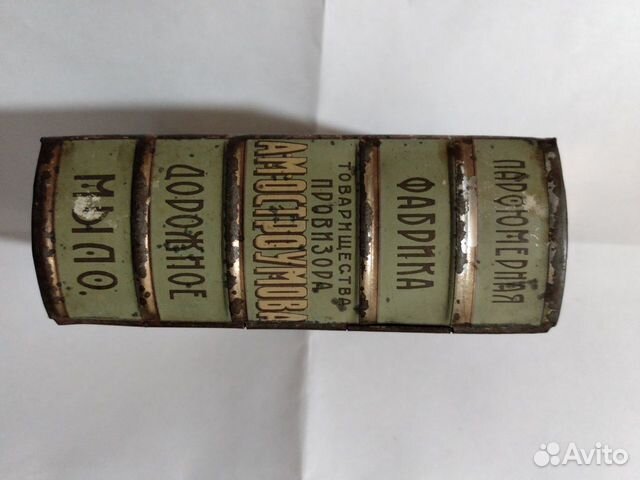 ПАРФЮМЕРНАЯ
ФАБРИКА
ТОВАРИЩЕСТВА
ПРОВИЗОРА
А.М.ОСТРОУМОВА
ДОРОЖНОЕ
МЫЛО.
Avito